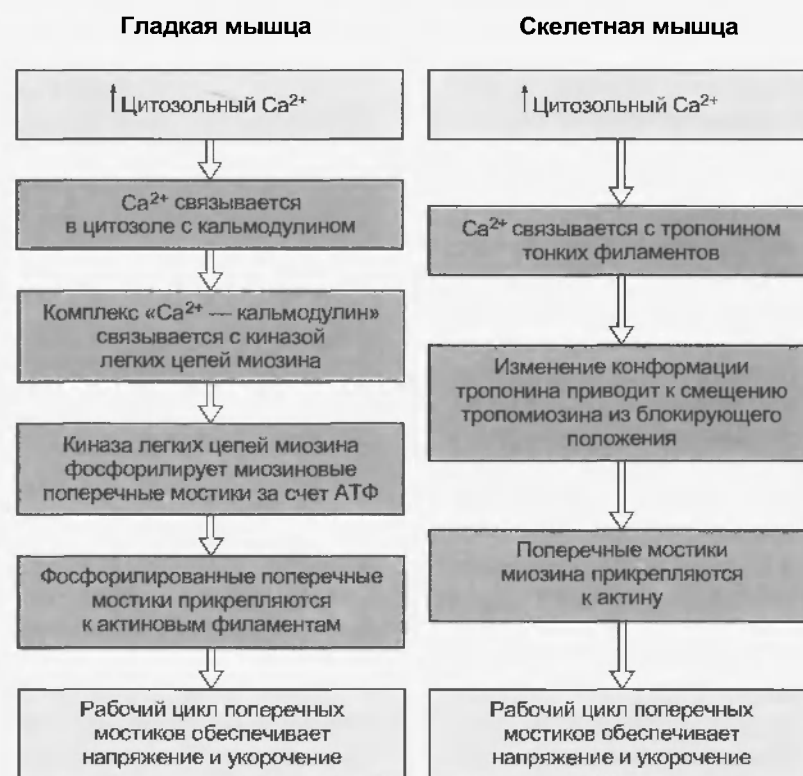 Гладкая мышца
↑Цитозольный Ca²⁺
Ca²⁺ связывается
в цитозоле с кальмодулином
Комплекс «Ca²⁺ — кальмодулин»
связывается с киназой
легких цепей миозина
Киназа легких цепей миозина
фосфорилирует миозиновые
поперечные мостики за счет АТФ
Фосфорилированные поперечные
мостики прикрепляются
к актиновым филаментам
Рабочий цикл поперечных
мостиков обеспечивает
напряжение и укорочение
Скелетная мышца
↑Цитозольный Ca²⁺
Ca²⁺ связывается с тропонином
тонких филаментов
Изменение конформации
тропонина приводит к смещению
тропомиозина из блокирующего
положения
Поперечные мостики
миозина прикрепляются
к актину
Рабочий цикл поперечных
мостиков обеспечивает
напряжение и укорочение